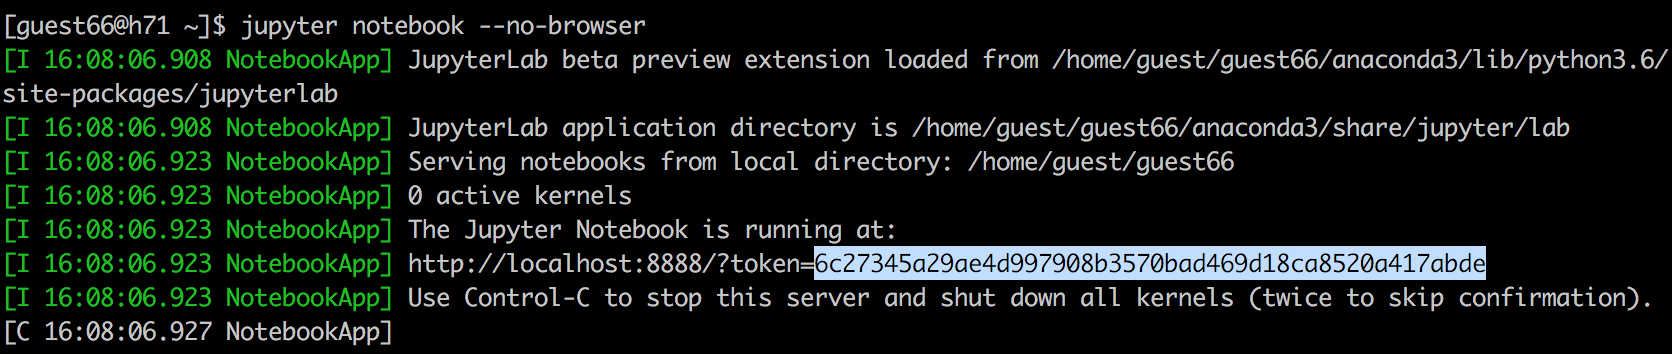 [guest66@h71 ~]$ jupyter notebook --no-browser
[I 16:08:06.908 NotebookApp] JupyterLab beta preview extension loaded from /home/guest/guest66/anaconda3/lib/python3.6/
site-packages/jupyterlab
[I 16:08:06.908 NotebookApp] JupyterLab application directory is /home/guest/guest66/anaconda3/share/jupyter/lab
[I 16:08:06.923 NotebookApp] Serving notebooks from local directory: /home/guest/guest66
[I 16:08:06.923 NotebookApp] 0 active kernels
[I 16:08:06.923 NotebookApp] The Jupyter Notebook is running at:
[I 16:08:06.923 NotebookApp] http://localhost:8888/?token=6c27345a29ae4d997908b3570bad469d18ca8520a417abde
[I 16:08:06.923 NotebookApp] Use Control-C to stop this server and shut down all kernels (twice to skip confirmation).
[C 16:08:06.927 NotebookApp]